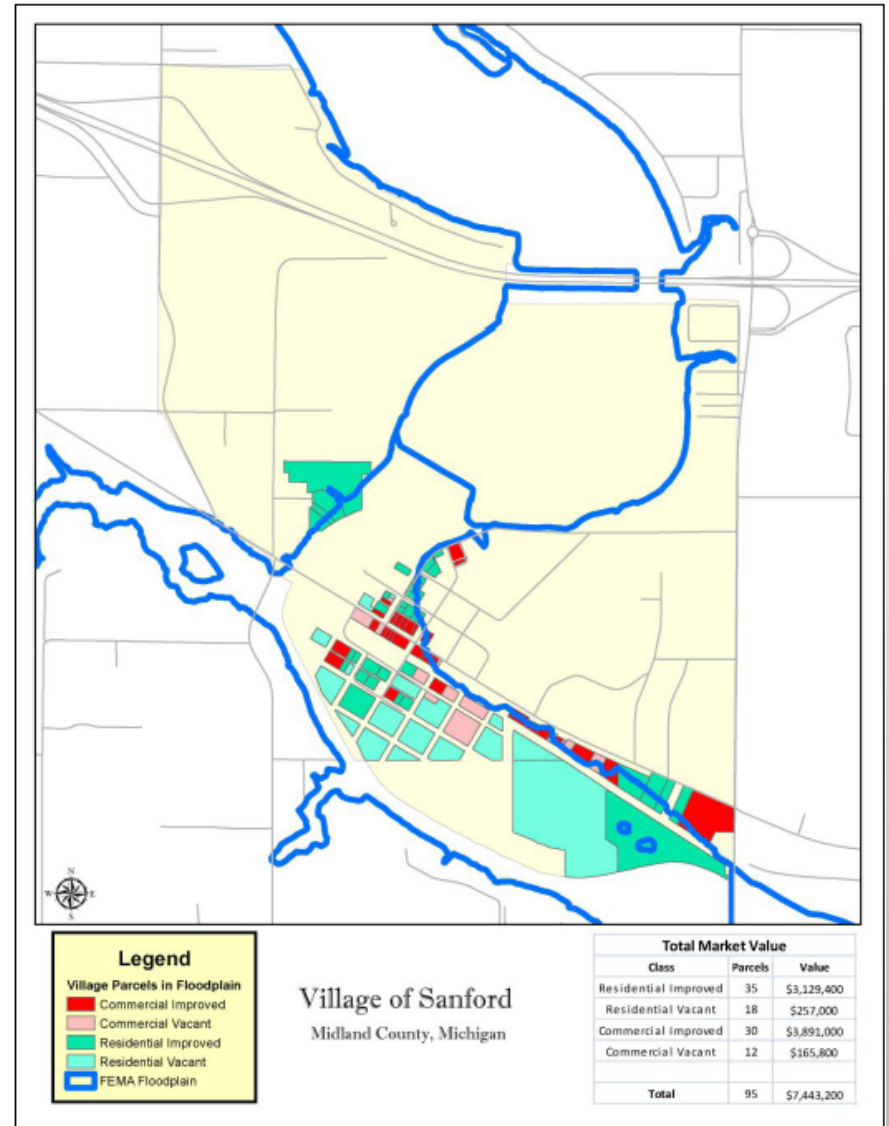 N
W E
S
Legend
Village Parcels in Floodplain
Commercial Improved
Commercial Vacant
Residential Improved
Residential Vacant
FEMA Floodplain
Village of Sanford
Midland County, Michigan
Total Market Value
Class Parcels Value
Residential Improved 35 $3,129,400
Residential Vacant 18 $257,000
Commercial Improved 30 $3,891,000
Commercial Vacant 12 $165,800
Total 95 $7,443,200